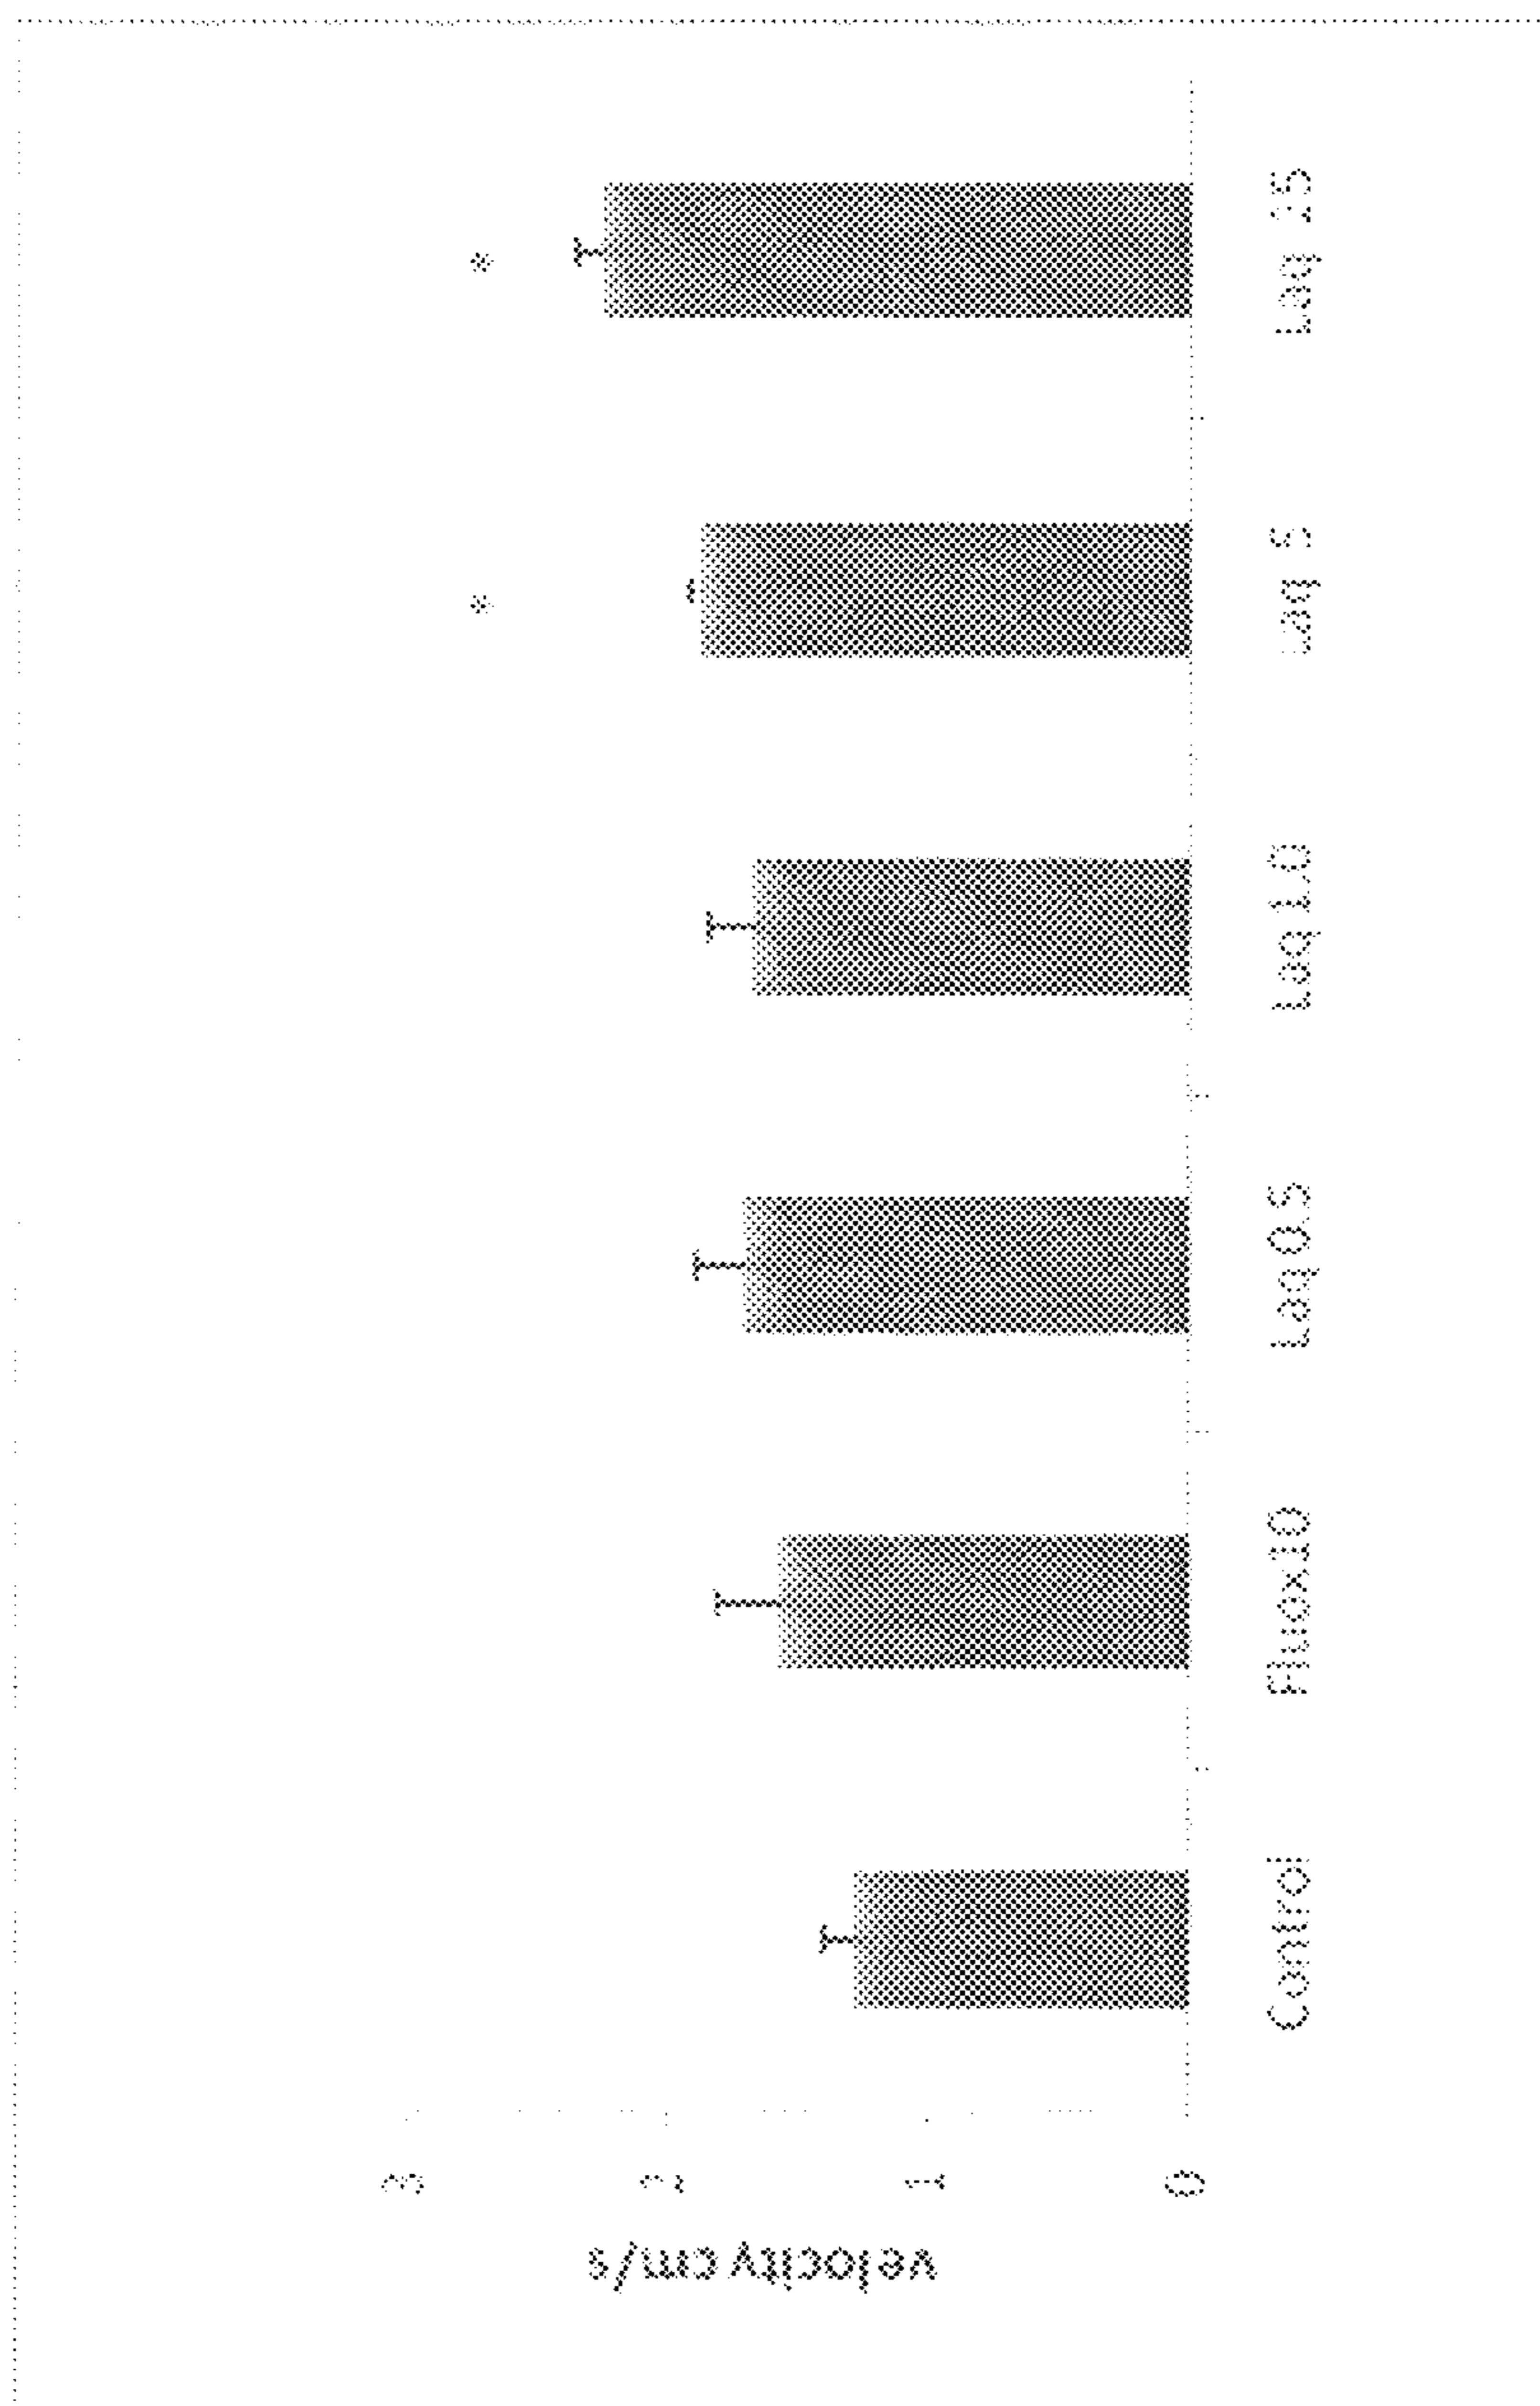 velocity cm/s
3
2
1
0
Control
Fluox10
Laq 0.5
Laq 1.0
Laq 5
Laq 15
*
*